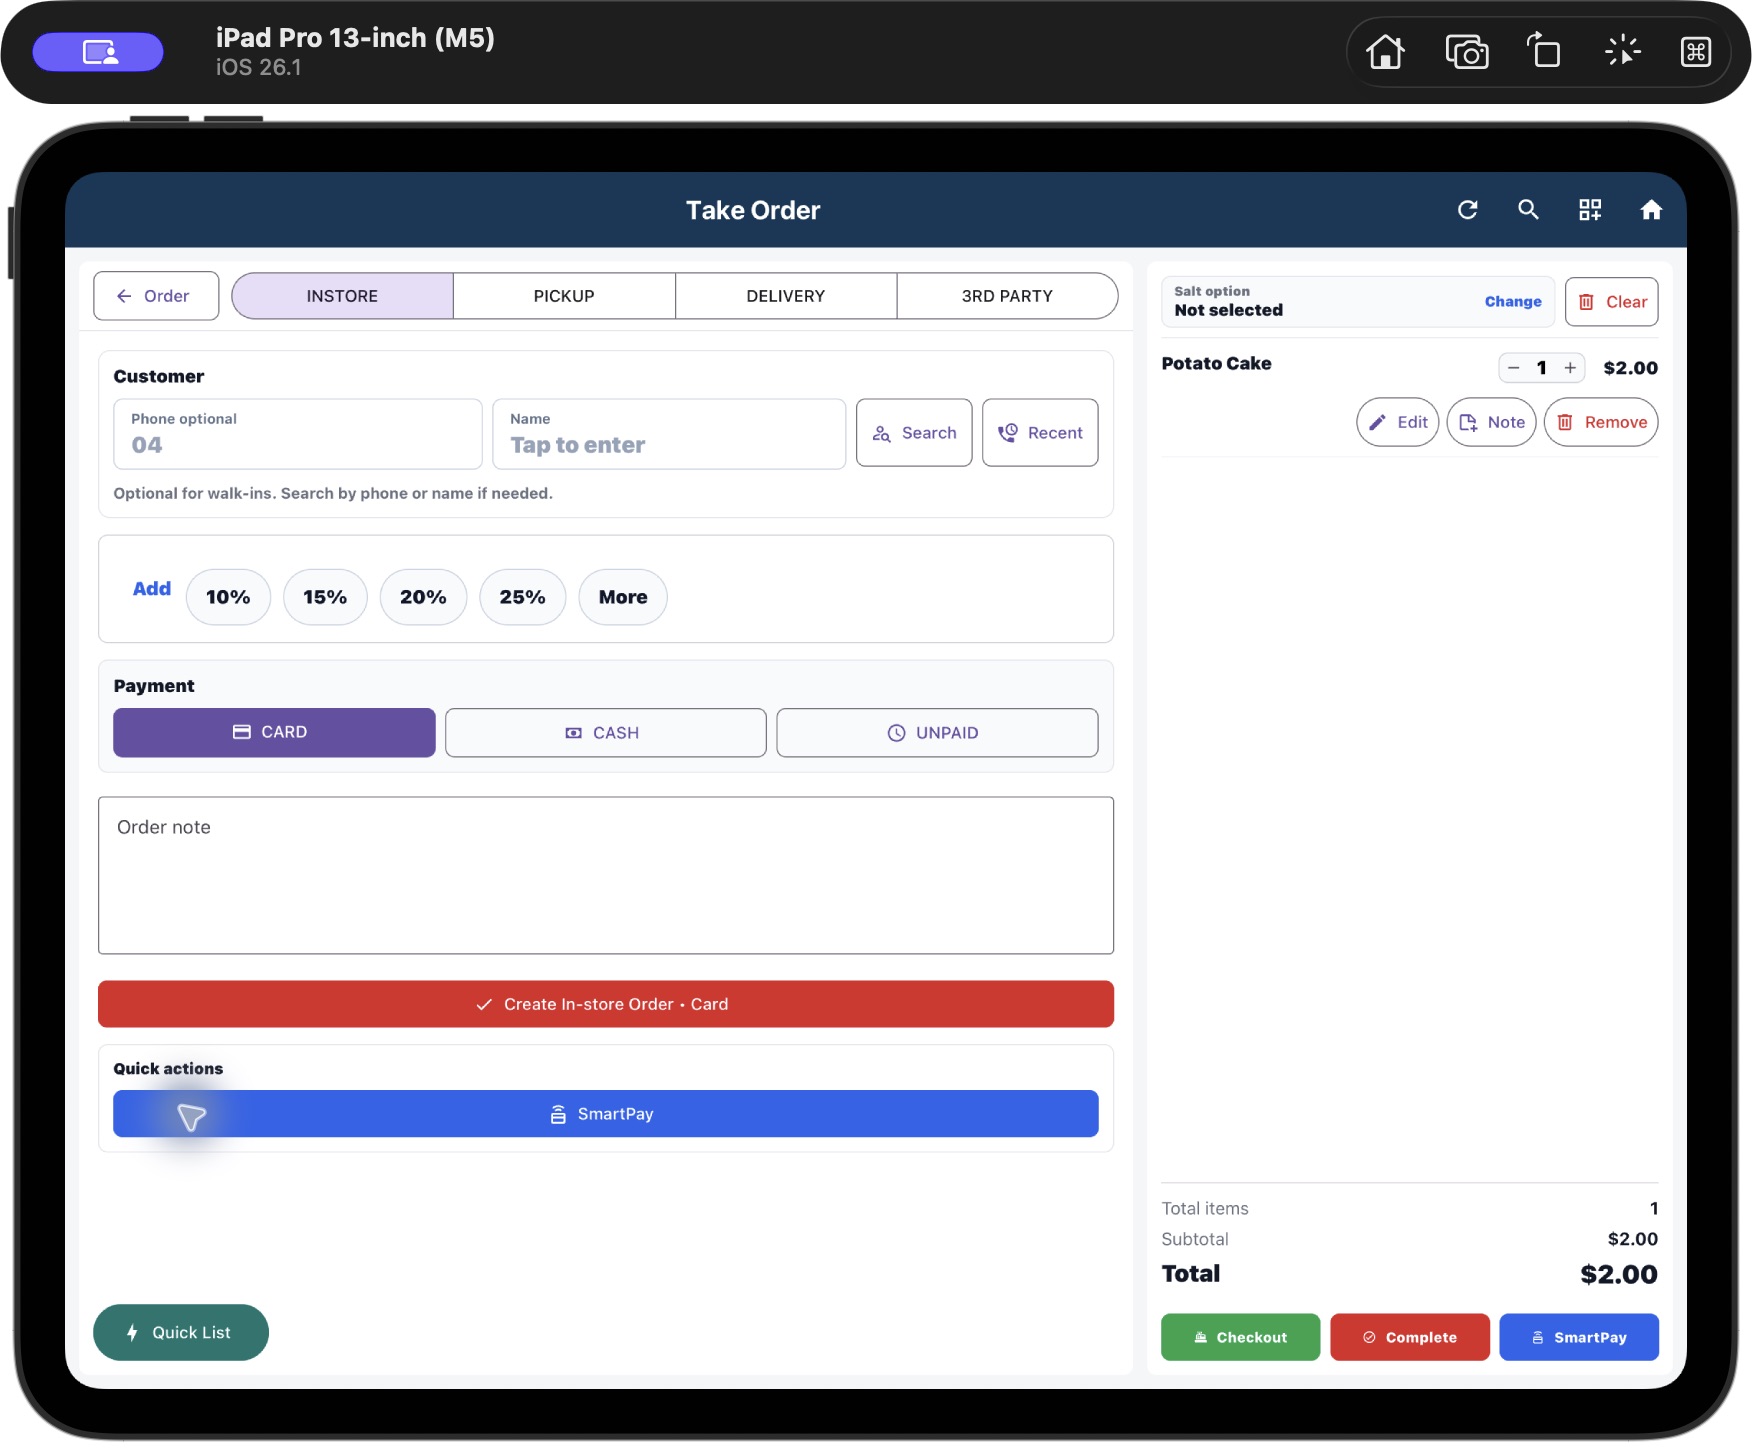 iPad Pro 13-inch (M5)
iOS 26.1
Take Order
Order
INSTORE
PICKUP
DELIVERY
3RD PARTY
Customer
Phone optional
04
Name
Tap to enter
Search
Recent
Optional for walk-ins. Search by phone or name if needed.
Add
10%
15%
20%
25%
More
Payment
CARD
CASH
UNPAID
Order note
Create In-store Order • Card
Quick actions
SmartPay
Quick List
Salt option
Not selected
Change
Clear
Potato Cake
− 1 +
$2.00
Edit
Note
Remove
Total items 1
Subtotal $2.00
Total $2.00
Checkout
Complete
SmartPay